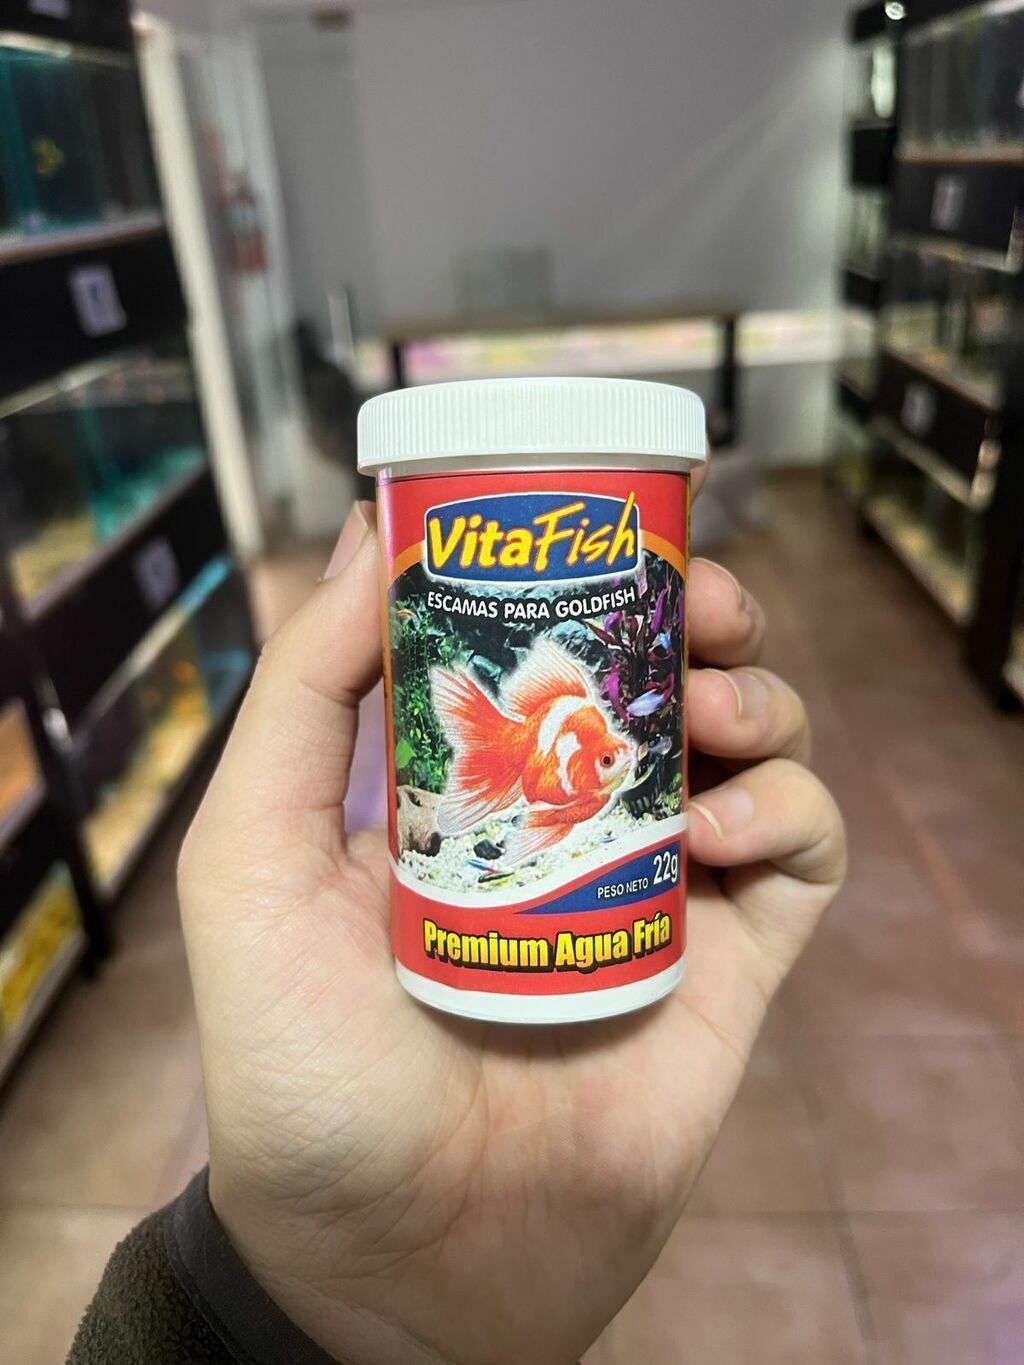 VitaFish
ESCAMAS PARA GOLDFISH
PESO NETO 22g
Premium Agua Fría